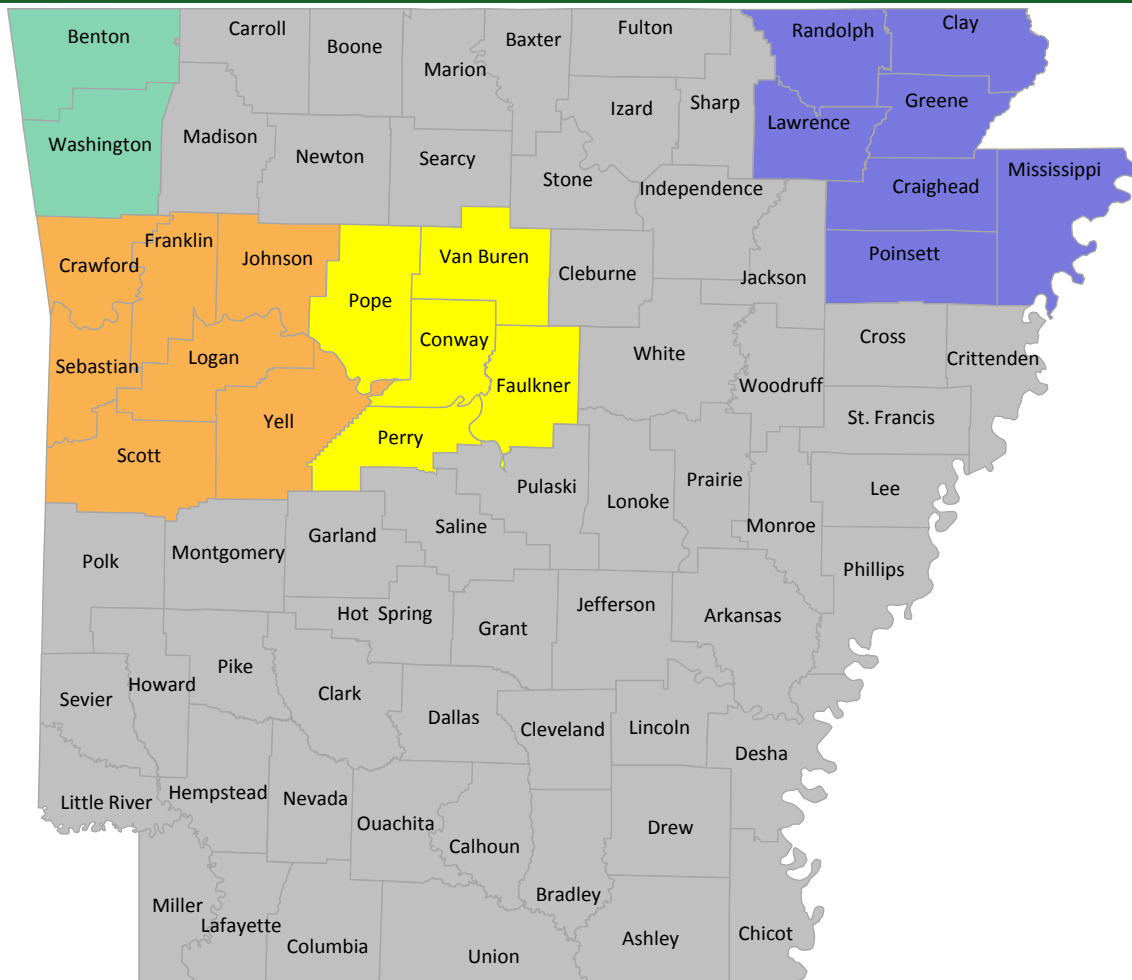 Benton
Carroll
Boone
Marion
Baxter
Fulton
Randolph
Clay
Izard
Sharp
Greene
Lawrence
Washington
Madison
Newton
Searcy
Stone
Independence
Craighead
Mississippi
Crawford
Franklin
Johnson
Pope
Van Buren
Cleburne
Jackson
Poinsett
Sebastian
Logan
Conway
White
Cross
Crittenden
Faulkner
Woodruff
St. Francis
Scott
Yell
Perry
Pulaski
Lonoke
Prairie
Lee
Monroe
Polk
Montgomery
Garland
Saline
Phillips
Hot Spring
Grant
Jefferson
Arkansas
Sevier
Howard
Pike
Clark
Dallas
Cleveland
Lincoln
Desha
Little River
Hempstead
Nevada
Ouachita
Calhoun
Drew
Bradley
Miller
Lafayette
Columbia
Union
Ashley
Chicot